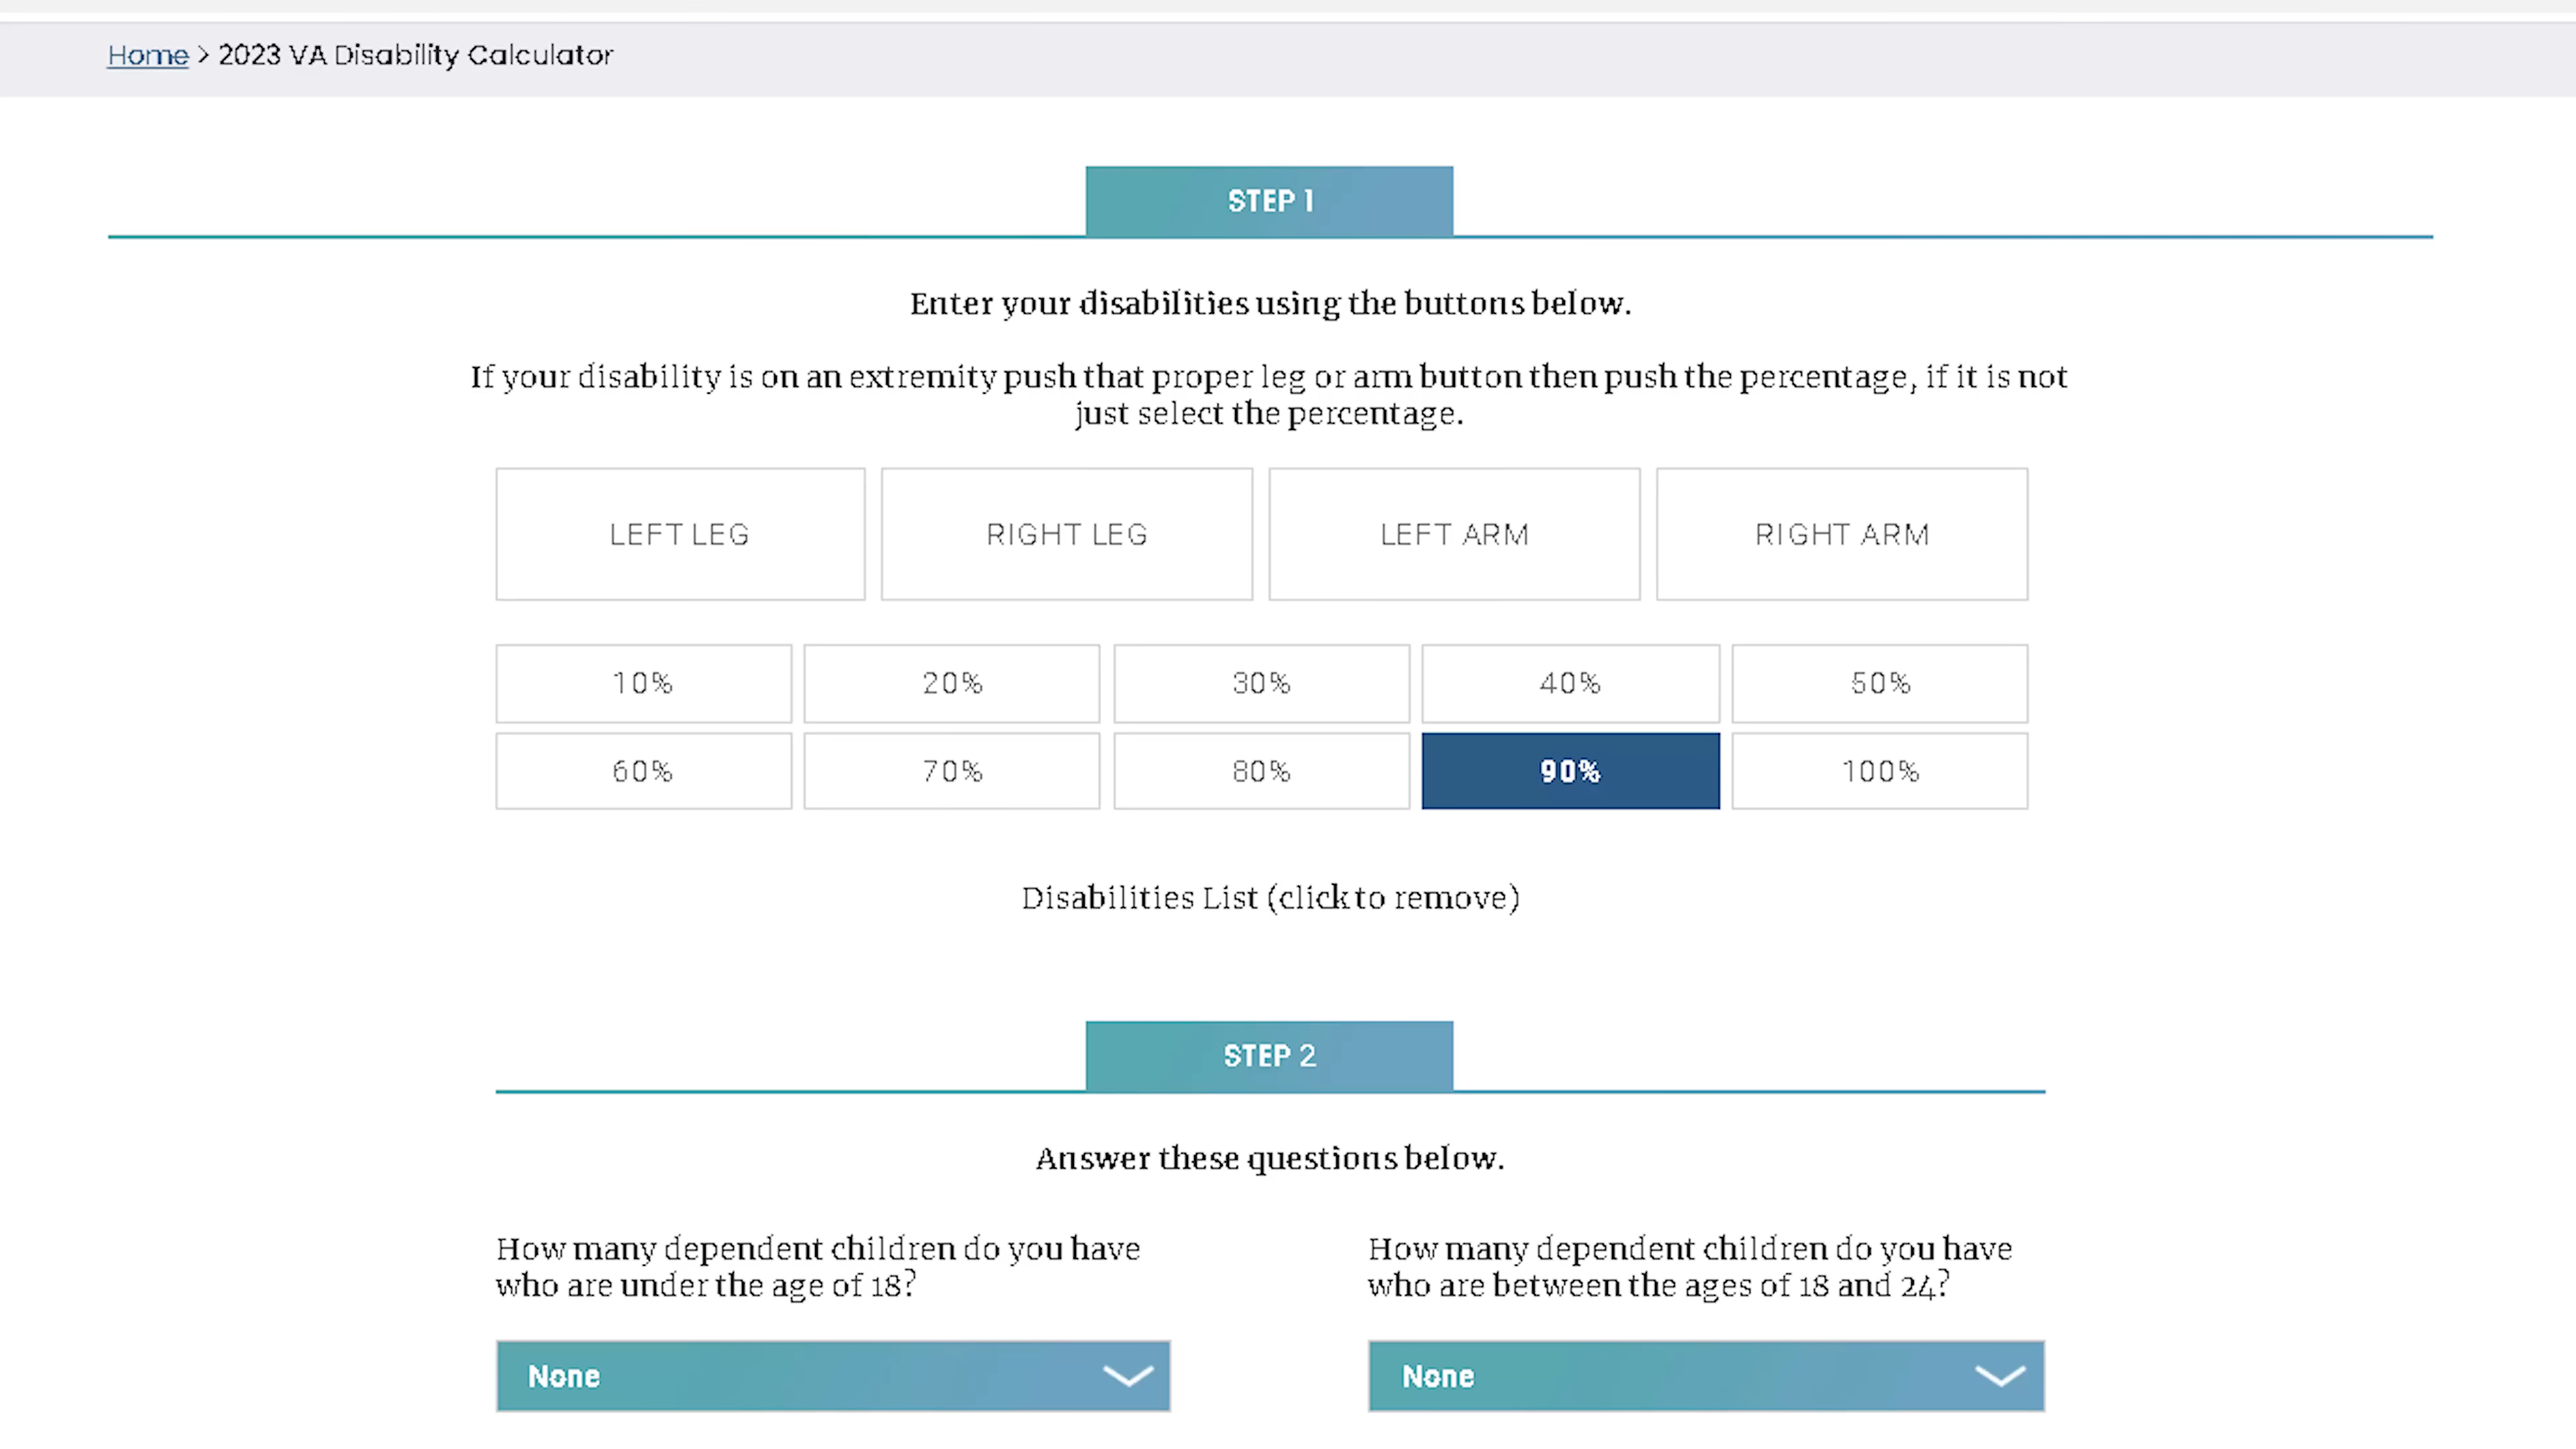 Home > 2023 VA Disability Calculator
STEP 1
Enter your disabilities using the buttons below.
If your disability is on an extremity push that proper leg or arm button then push the percentage, if it is not
just select the percentage.
LEFT LEG
RIGHT LEG
LEFT ARM
RIGHT ARM
10%
20%
30%
40%
50%
60%
70%
80%
90%
100%
Disabilities List (click to remove)
STEP 2
Answer these questions below.
How many dependent children do you have
who are under the age of 18?
None
How many dependent children do you have
who are between the ages of 18 and 24?
None